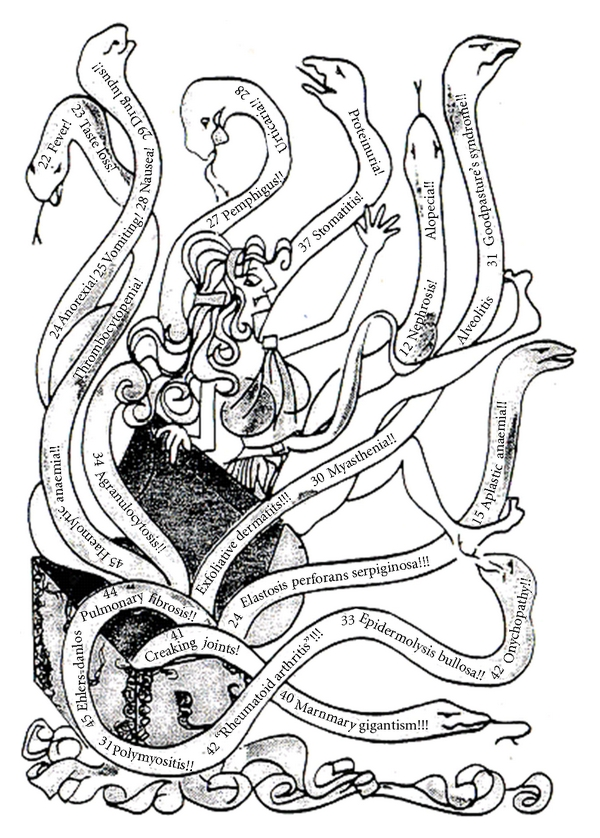 29 Drug lupus!!
22 Fever!
23 Taste loss!
24 Anorexia! 25 Vomiting! 28 Nausea!
Thrombocytopenia!
28 Urticaria!!
27 Pemphigus!!
Proteinuria!
37 Stomatitis!
Alopecia!!
12 Nephrosis!
31 Goodpasture's syndrome!!
Alveolitis
15 Aplastic anaemia!!
30 Myasthenia!!
Exfoliative dermatits!!!
34 Agranulocytosis!!
45 Haemolytic anaemia!!
44 Pulmonary fibrosis!!
24 Elastosis perforans serpiginosa!!!
41 Creaking joints!
33 Epidermolysis bullosa!!
42 Onychopathy!!
42 "Rheumatoid arthritis"!!!
40 Marnmary gigantism!!!
45 Ehlers-danlos
31 Polymyositis!!